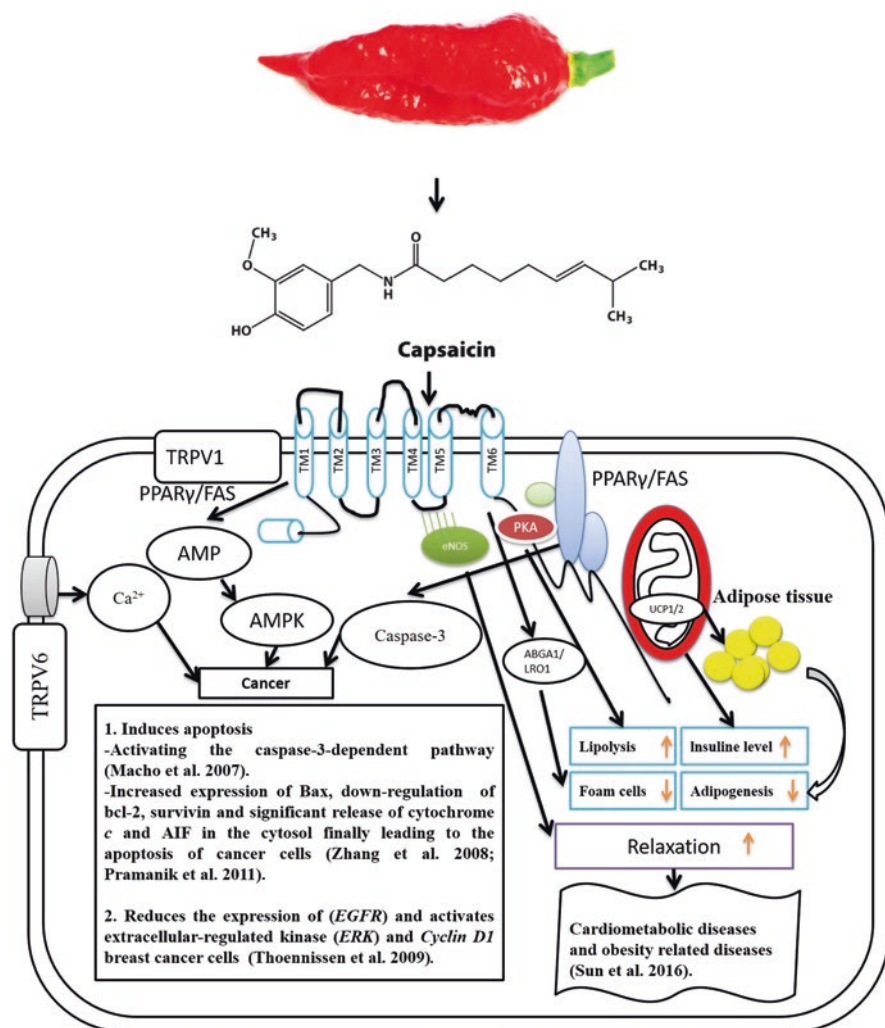 CH₃
O
O
N
H
HO
CH₃
CH₃
Capsaicin
TRPV1
TM1
TM2
TM3
TM4
TM5
TM6
PPARγ/FAS
PPARγ/FAS
AMP
eNOS
PKA
Ca²⁺
AMPK
Caspase-3
UCP1/2
Adipose tissue
TRPV6
Cancer
ABGA1/
LRO1
1. Induces apoptosis
-Activating the caspase-3-dependent pathway
(Macho et al. 2007).
-Increased expression of Bax, down-regulation of
bcl-2, survivin and significant release of cytochrome
c and AIF in the cytosol finally leading to the
apoptosis of cancer cells (Zhang et al. 2008;
Pramanik et al. 2011).
2. Reduces the expression of (EGFR) and activates
extracellular-regulated kinase (ERK) and Cyclin D1
breast cancer cells (Thoennissen et al. 2009).
Lipolysis
Insuline level
Foam cells
Adipogenesis
Relaxation
Cardiometabolic diseases
and obesity related diseases
(Sun et al. 2016).